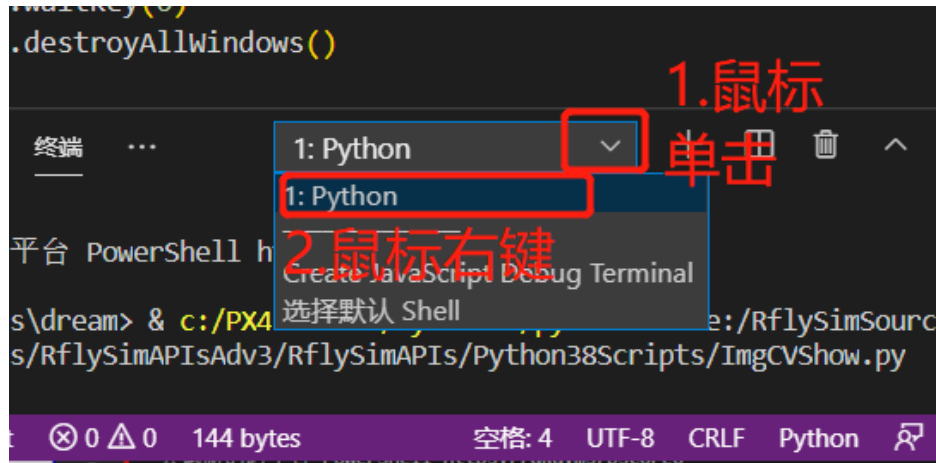 .waitKey(0)
.destroyAllWindows()
1.鼠标
单击
终端 ··· 1: Python
1: Python
2.鼠标右键
平台 PowerShell h
Create JavaScript Debug Terminal
选择默认 Shell
s\dream> & c:/PX4 e:/RflySimSourc
s/RflySimAPIsAdv3/RflySimAPIs/Python38Scripts/ImgCVShow.py
0 0 144 bytes 空格: 4 UTF-8 CRLF Python